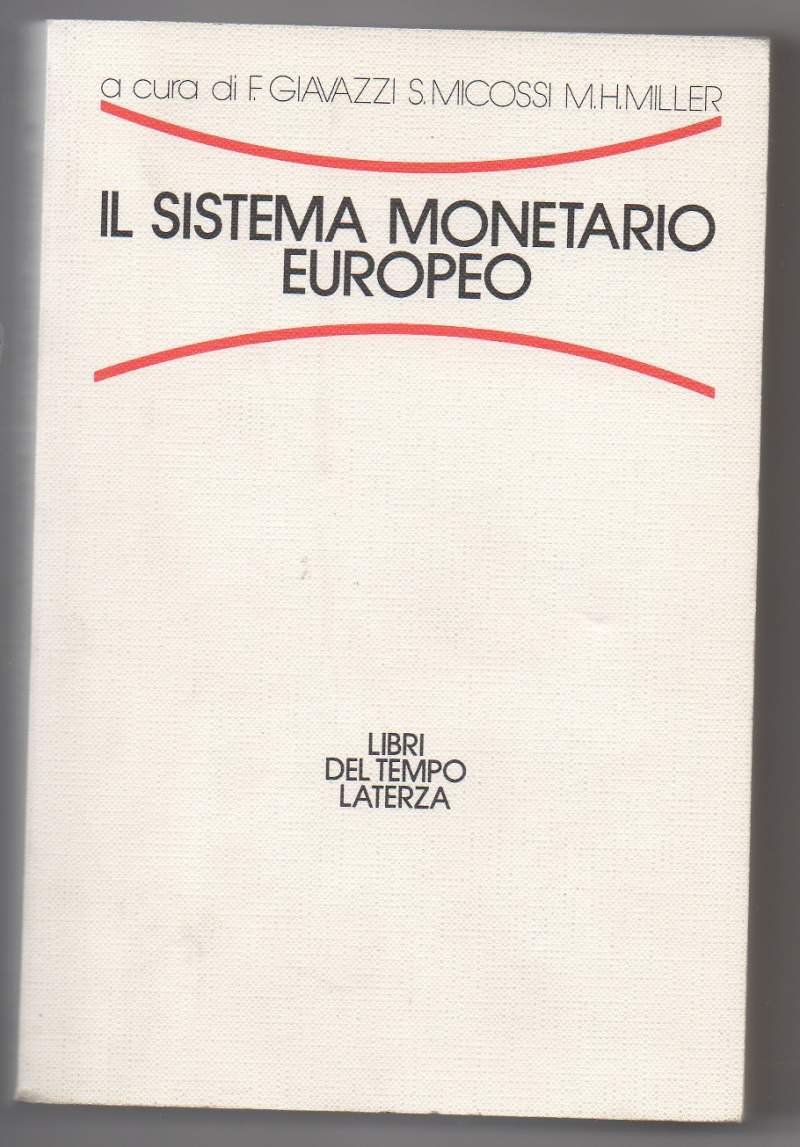 a cura di F. GIAVAZZI S. MICOSSI M.H. MILLER
IL SISTEMA MONETARIO
EUROPEO
LIBRI
DEL TEMPO
LATERZA